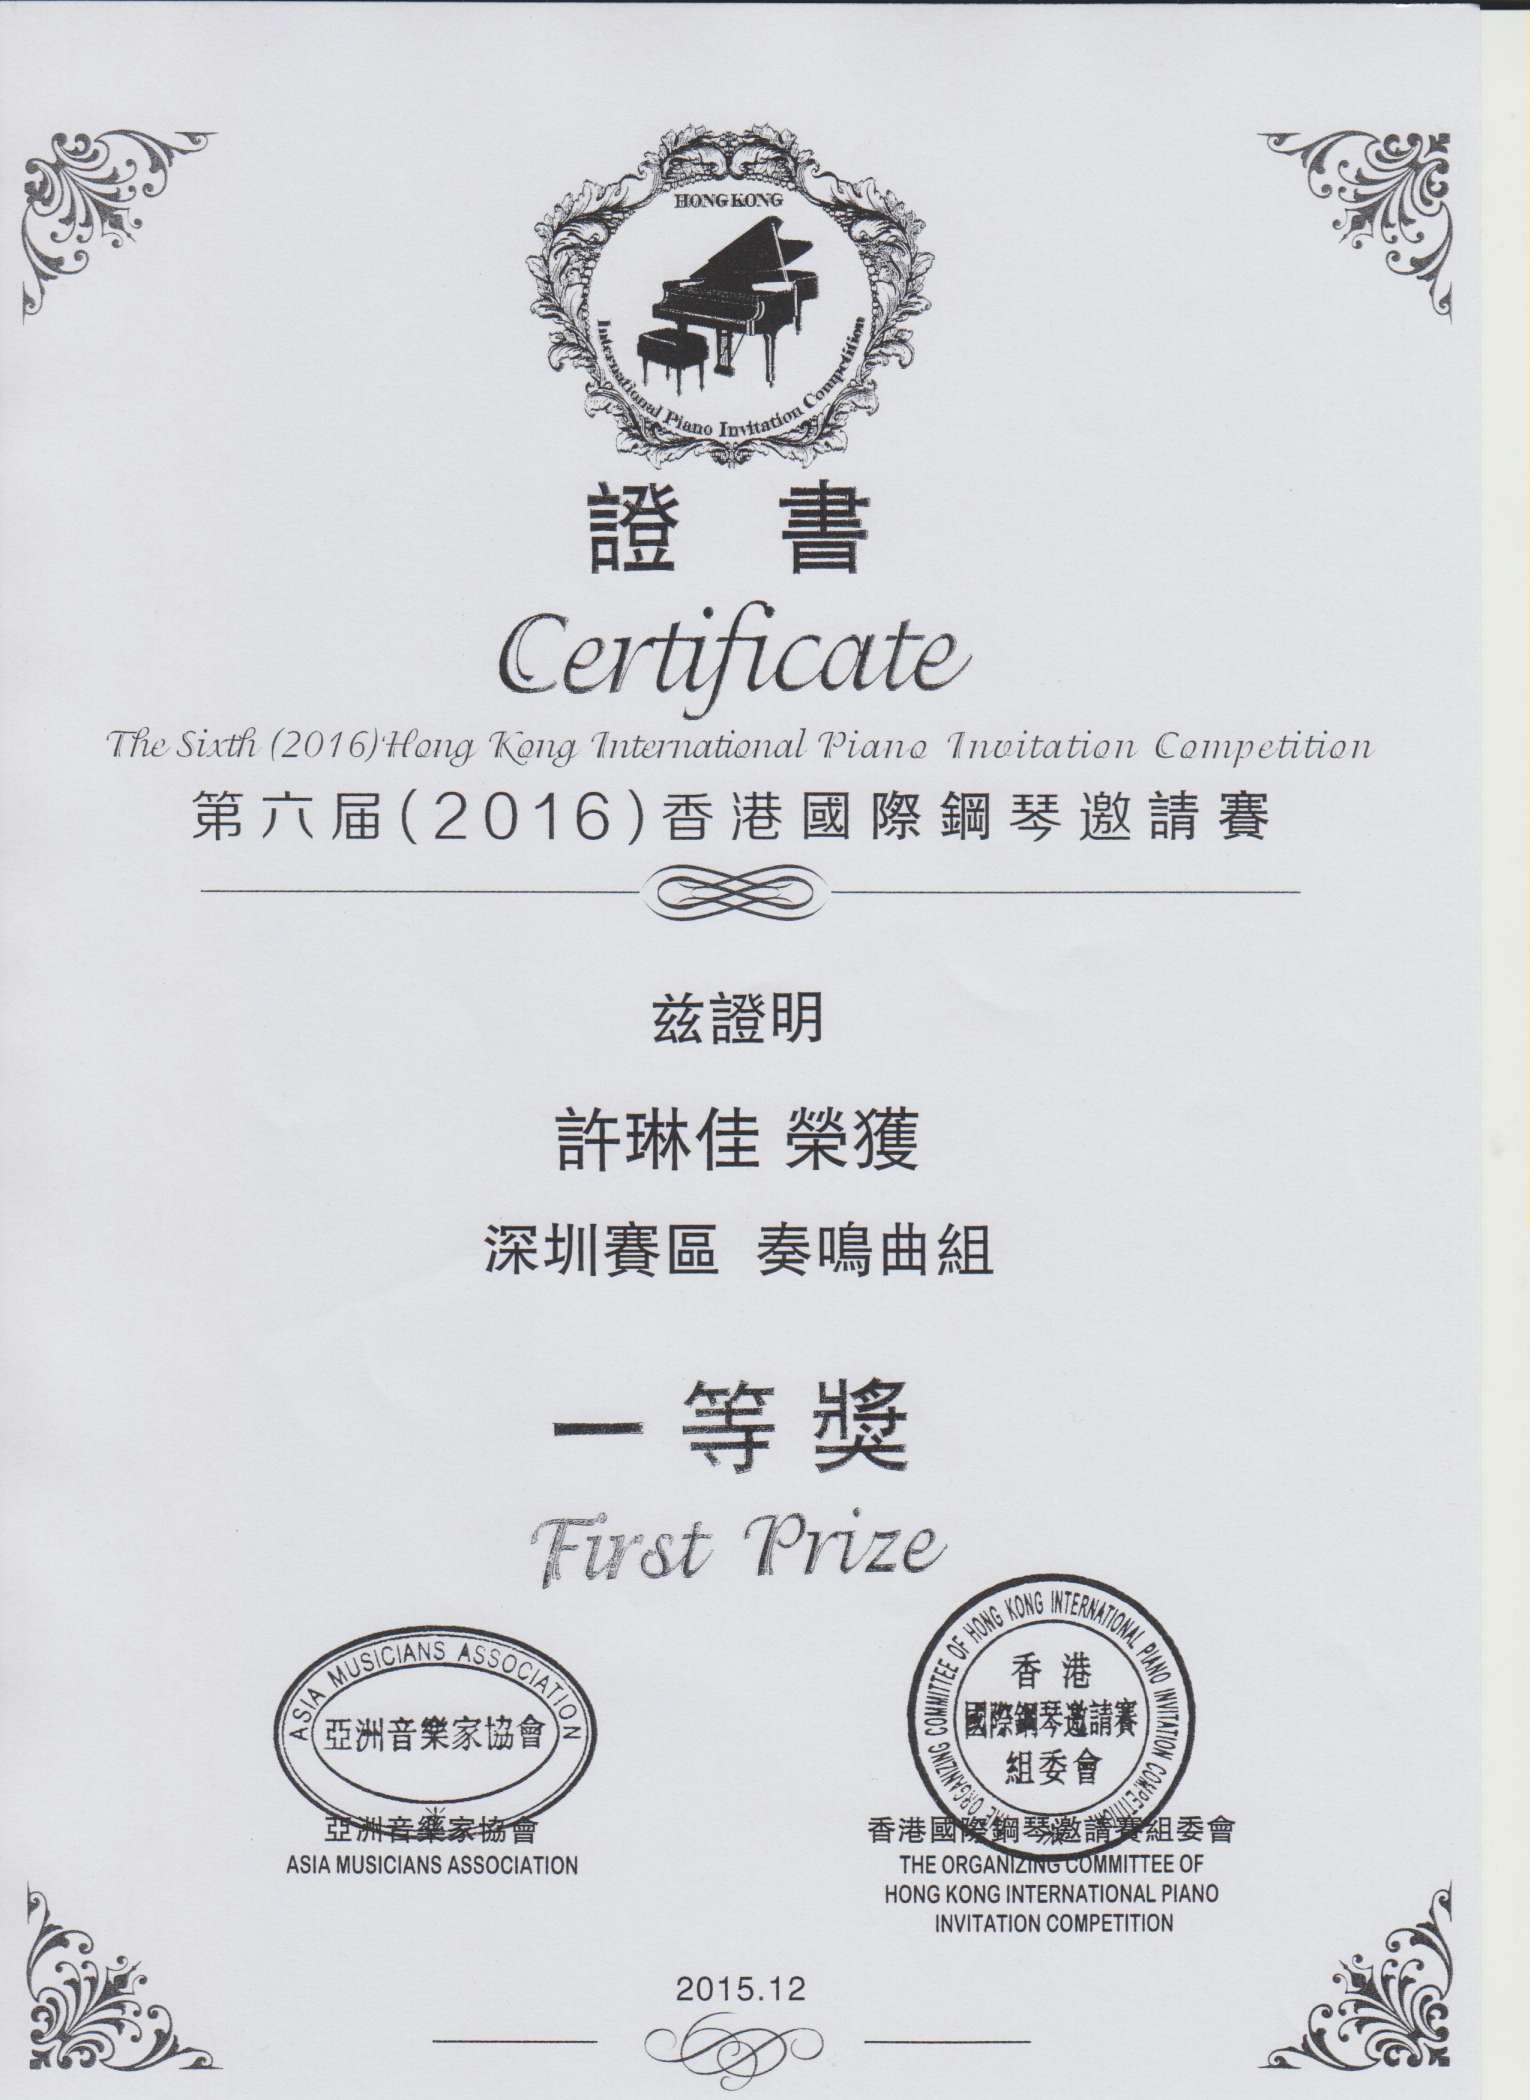 HONG KONG
International Piano Invitation Competition
證書
Certificate
The Sixth (2016)Hong Kong International Piano Invitation Competition
第六届(2016)香港國際鋼琴邀請賽
兹證明
許琳佳 榮獲
深圳賽區 奏鳴曲組
一等獎
First Prize
ASIA MUSICIANS ASSOCIATION
亞洲音樂家協會
亞洲音樂家協會
ASIA MUSICIANS ASSOCIATION
THE ORGANIZING COMMITTEE OF HONG KONG INTERNATIONAL PIANO INVITATION COMPETITION
香港
國際鋼琴邀請賽
組委會
香港國際鋼琴邀請賽組委會
THE ORGANIZING COMMITTEE OF
HONG KONG INTERNATIONAL PIANO
INVITATION COMPETITION
2015.12